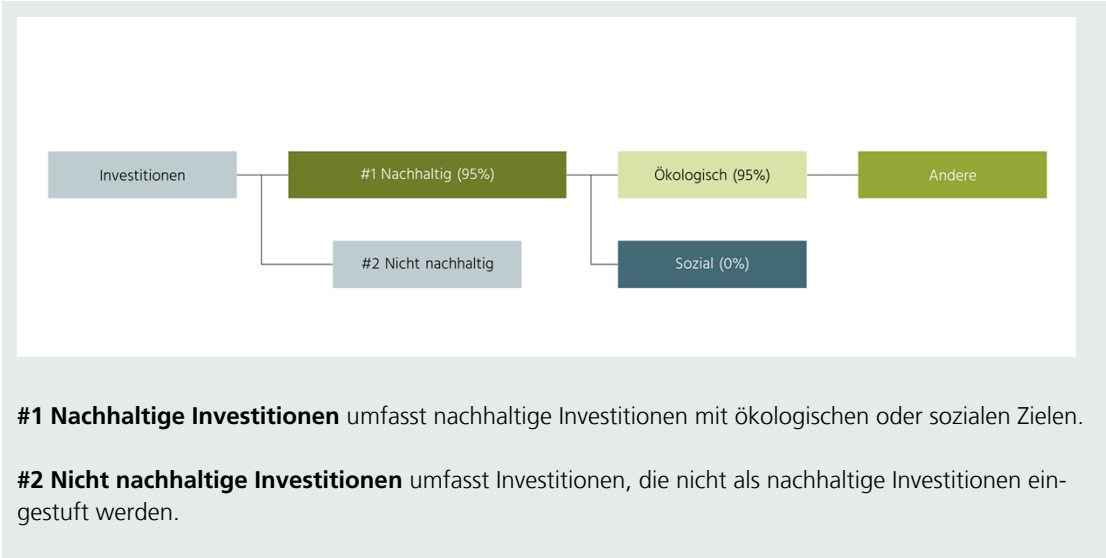 Investitionen
#1 Nachhaltig (95%)
Ökologisch (95%)
Andere
#2 Nicht nachhaltig
Sozial (0%)
#1 Nachhaltige Investitionen umfasst nachhaltige Investitionen mit ökologischen oder sozialen Zielen.
#2 Nicht nachhaltige Investitionen umfasst Investitionen, die nicht als nachhaltige Investitionen ein-
gestuft werden.